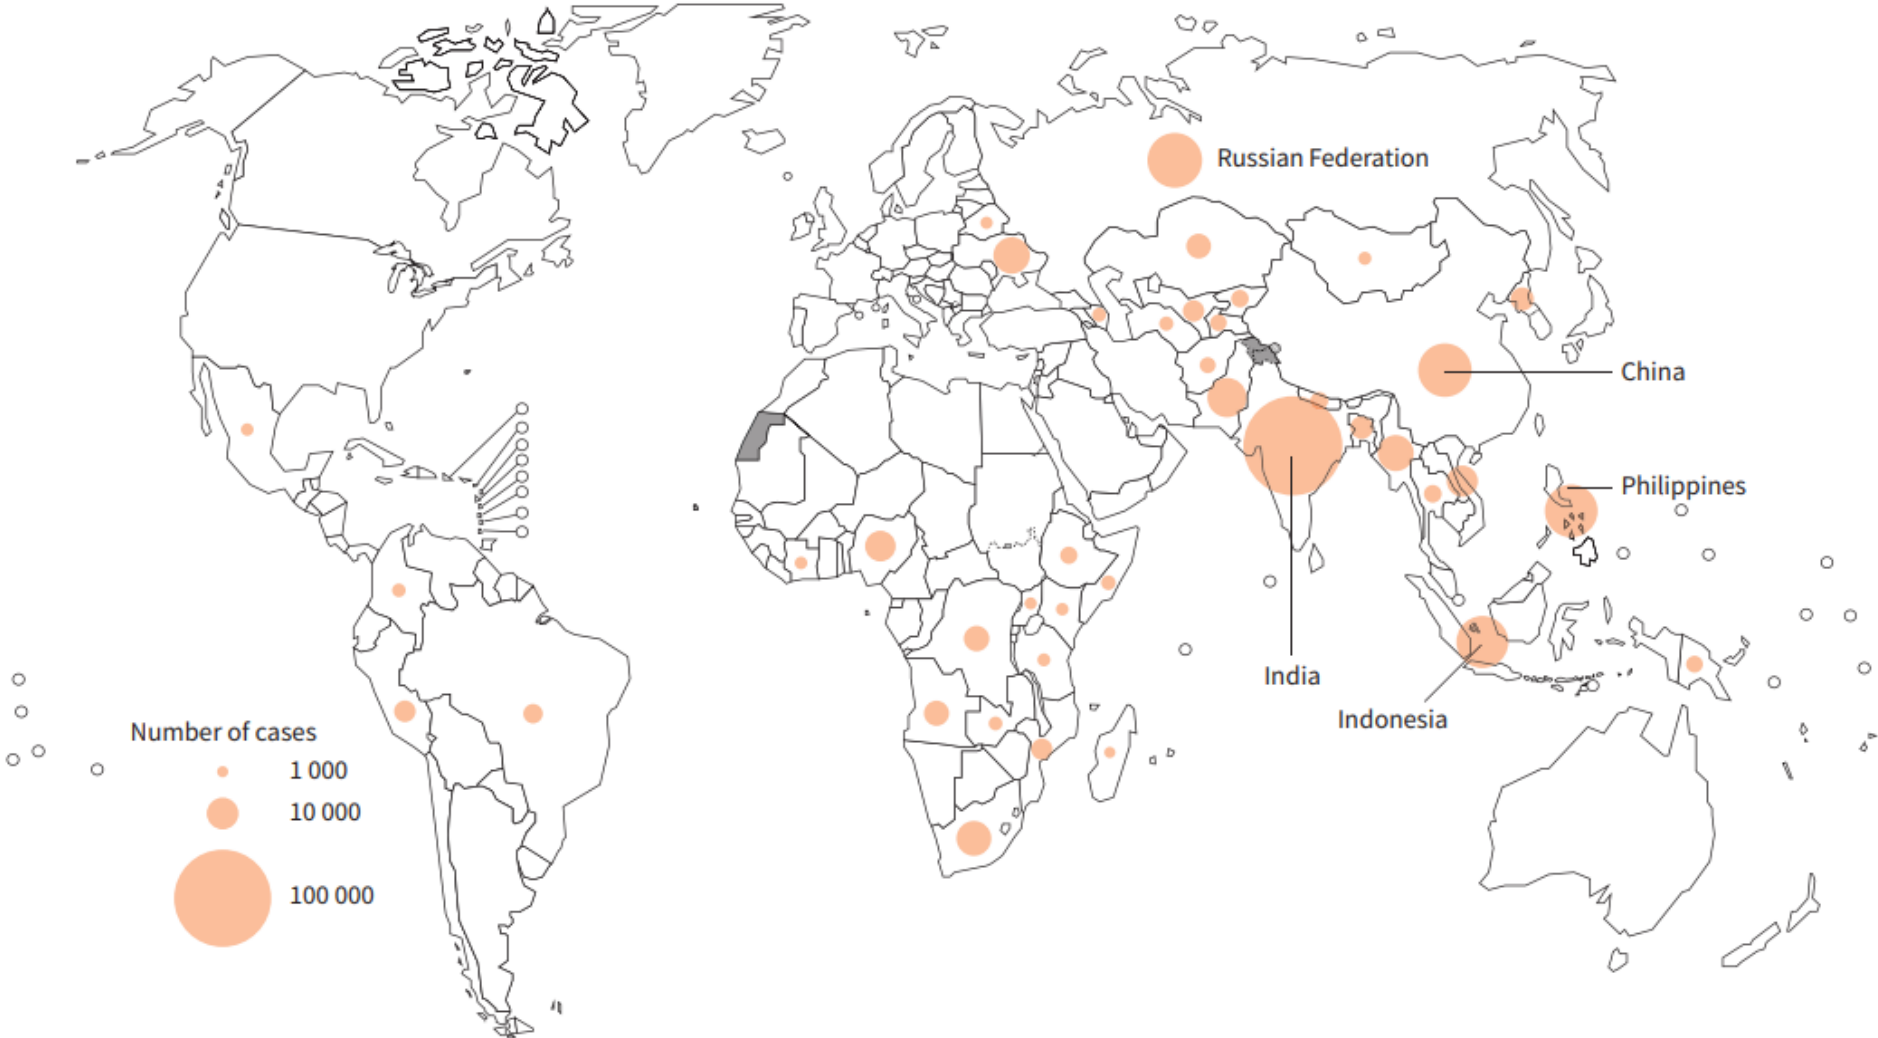 Russian Federation
China
Philippines
India
Indonesia
Number of cases
1 000
10 000
100 000